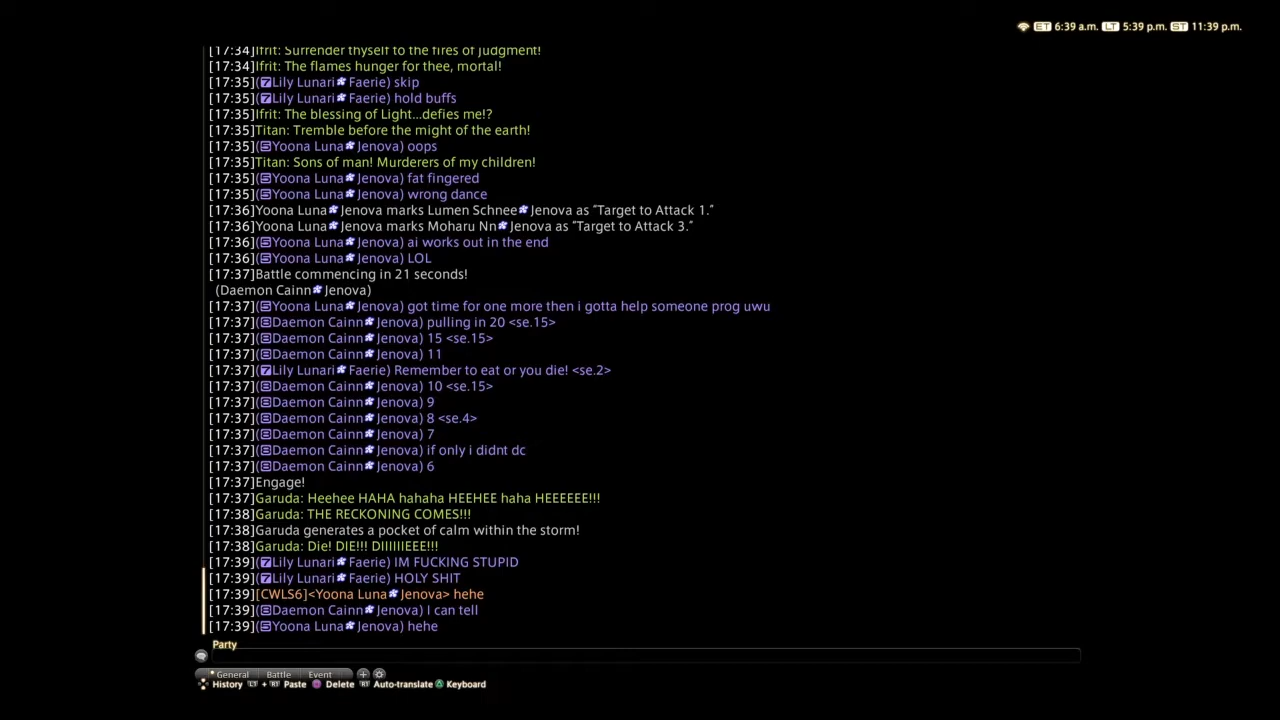 ET 6:39 a.m. LT 5:39 p.m. ST 11:39 p.m.
[17:34]Ifrit: Surrender thyself to the fires of judgment!
[17:34]Ifrit: The flames hunger for thee, mortal!
[17:35](7Lily Lunari Faerie) skip
[17:35](7Lily Lunari Faerie) hold buffs
[17:35]Ifrit: The blessing of Light...defies me!?
[17:35]Titan: Tremble before the might of the earth!
[17:35](5Yoona Luna Jenova) oops
[17:35]Titan: Sons of man! Murderers of my children!
[17:35](5Yoona Luna Jenova) fat fingered
[17:35](5Yoona Luna Jenova) wrong dance
[17:36]Yoona Luna Jenova marks Lumen Schnee Jenova as "Target to Attack 1."
[17:36]Yoona Luna Jenova marks Moharu Nn Jenova as "Target to Attack 3."
[17:36](5Yoona Luna Jenova) ai works out in the end
[17:36](5Yoona Luna Jenova) LOL
[17:37]Battle commencing in 21 seconds!
(Daemon Cainn Jenova)
[17:37](5Yoona Luna Jenova) got time for one more then i gotta help someone prog uwu
[17:37](Daemon Cainn Jenova) pulling in 20 <se.15>
[17:37](Daemon Cainn Jenova) 15 <se.15>
[17:37](Daemon Cainn Jenova) 11
[17:37](7Lily Lunari Faerie) Remember to eat or you die! <se.2>
[17:37](Daemon Cainn Jenova) 10 <se.15>
[17:37](Daemon Cainn Jenova) 9
[17:37](Daemon Cainn Jenova) 8 <se.4>
[17:37](Daemon Cainn Jenova) 7
[17:37](Daemon Cainn Jenova) if only i didnt dc
[17:37](Daemon Cainn Jenova) 6
[17:37]Engage!
[17:37]Garuda: Heehee HAHA hahaha HEEHEE haha HEEEEEE!!!
[17:38]Garuda: THE RECKONING COMES!!!
[17:38]Garuda generates a pocket of calm within the storm!
[17:38]Garuda: Die! DIE!!! DIIIIIIEEE!!!
[17:39](7Lily Lunari Faerie) IM FUCKING STUPID
[17:39](7Lily Lunari Faerie) HOLY SHIT
[17:39][CWLS6]<Yoona Luna Jenova> hehe
[17:39](Daemon Cainn Jenova) I can tell
[17:39](5Yoona Luna Jenova) hehe
Party
General Battle Event
History L1 + R1 Paste Delete R3 Auto-translate Keyboard